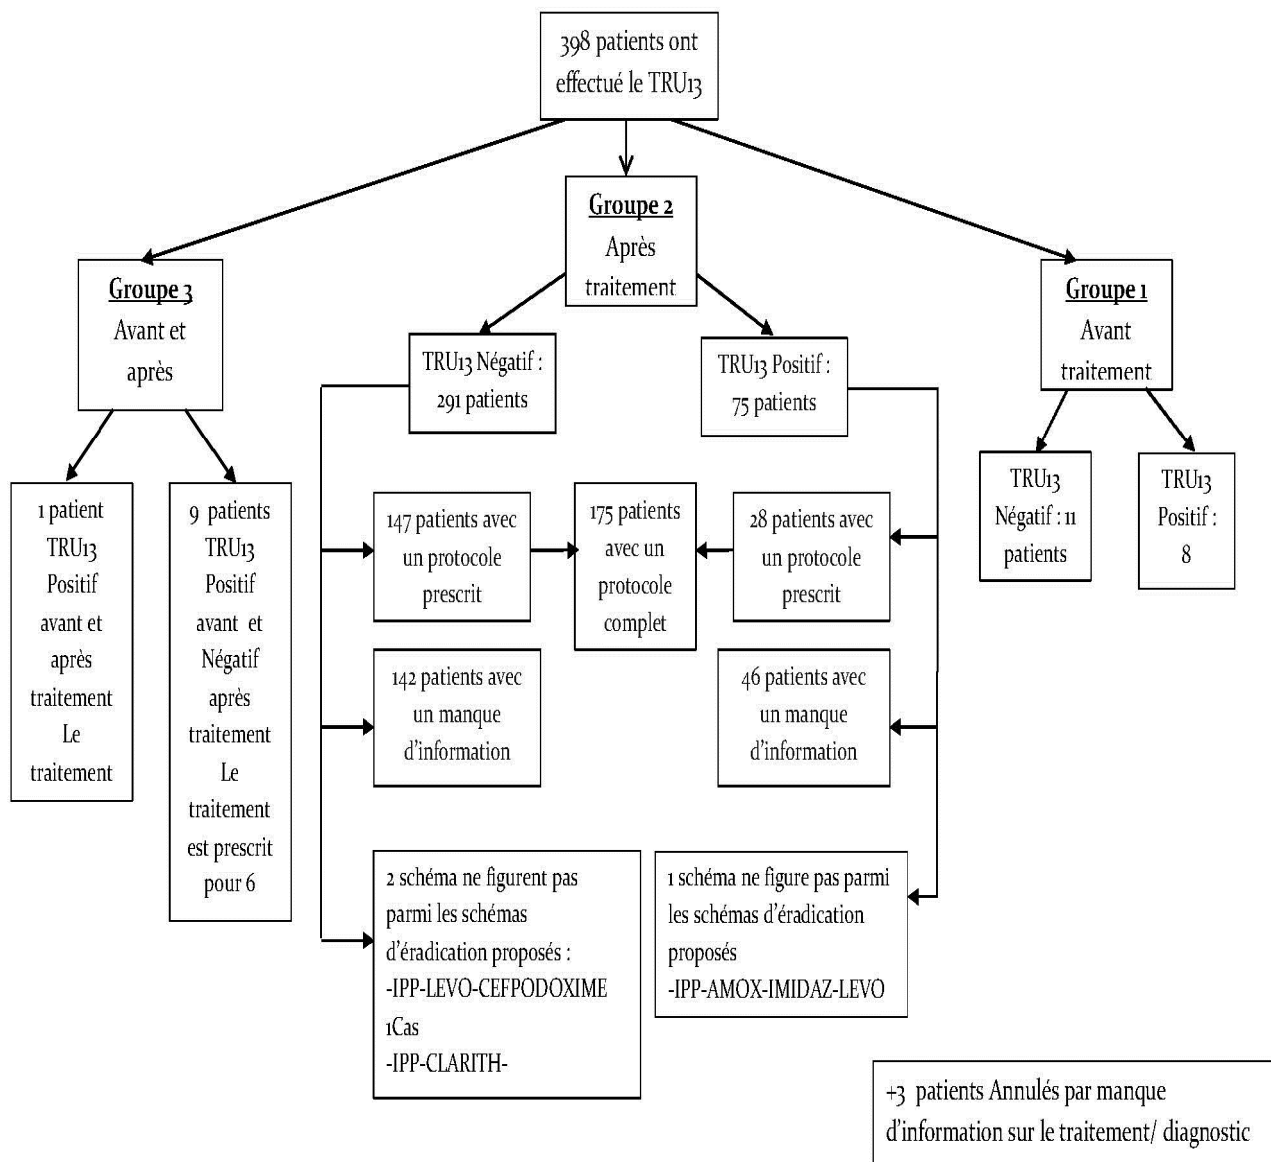 398 patients ont
effectué le TRU13
Groupe 2
Après
traitement
Groupe 3
Avant et
après
Groupe 1
Avant
traitement
TRU13 Négatif :
291 patients
TRU13 Positif :
75 patients
TRU13
Négatif : 11
patients
TRU13
Positif :
8
1 patient
TRU13
Positif
avant et
après
traitement
Le
traitement
9 patients
TRU13
Positif
avant et
Négatif
après
traitement
Le
traitement
est prescrit
pour 6
147 patients avec
un protocole
prescrit
175 patients
avec un
protocole
complet
28 patients avec
un protocole
prescrit
142 patients avec
un manque
d'information
46 patients avec
un manque
d'information
2 schéma ne figurent pas
parmi les schémas
d'éradication proposés :
-IPP-LEVO-CEFPODOXIME
1Cas
-IPP-CLARITH-
1 schéma ne figure pas parmi
les schémas d'éradication
proposés
-IPP-AMOX-IMIDAZ-LEVO
+3 patients Annulés par manque
d'information sur le traitement/ diagnostic